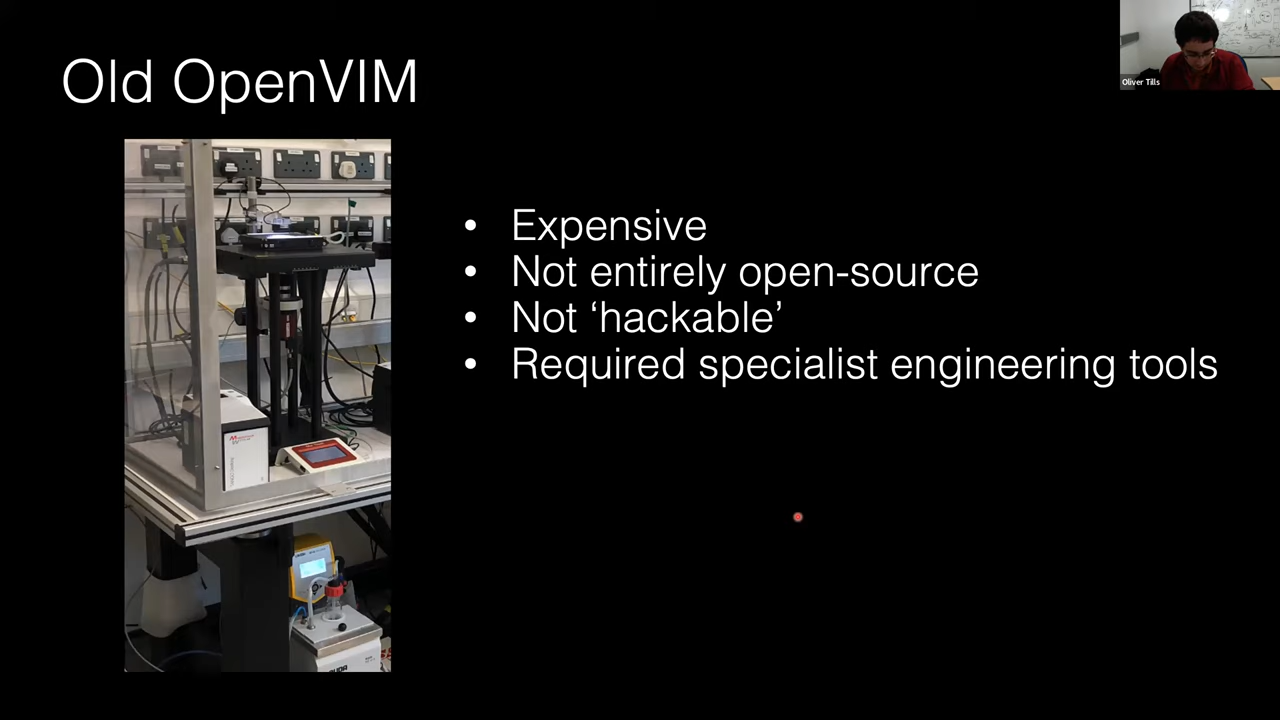 Old OpenVIM
Oliver Tills
• Expensive
• Not entirely open-source
• Not ‘hackable’
• Required specialist engineering tools